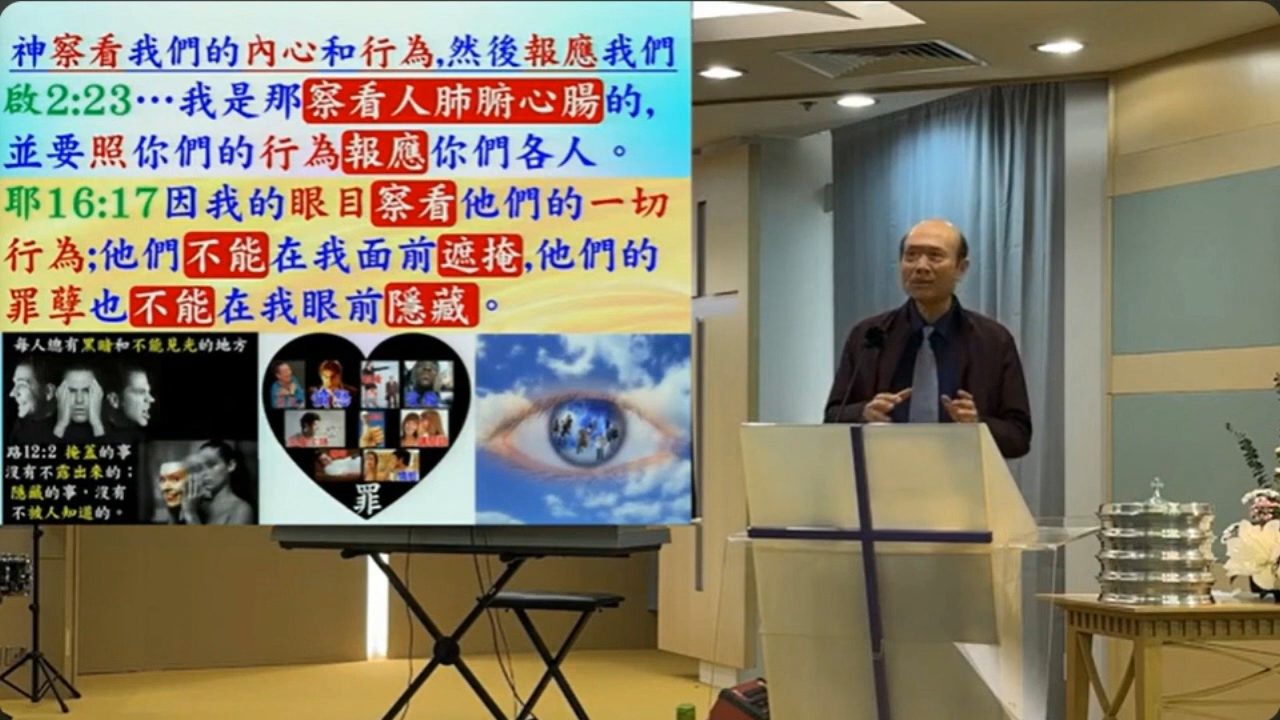 神察看我們的內心和行為,然後報應我們
啟2:23…我是那察看人肺腑心腸的,
並要照你們的行為報應你們各人。
耶16:17因我的眼目察看他們的一切
行為;他們不能在我面前遮掩,他們的
罪孽也不能在我眼前隱藏。
每人總有黑暗和不能見光的地方
路12:2 掩蓋的事
沒有不露出來的；
隱藏的事，沒有
不被人知道的。
罪